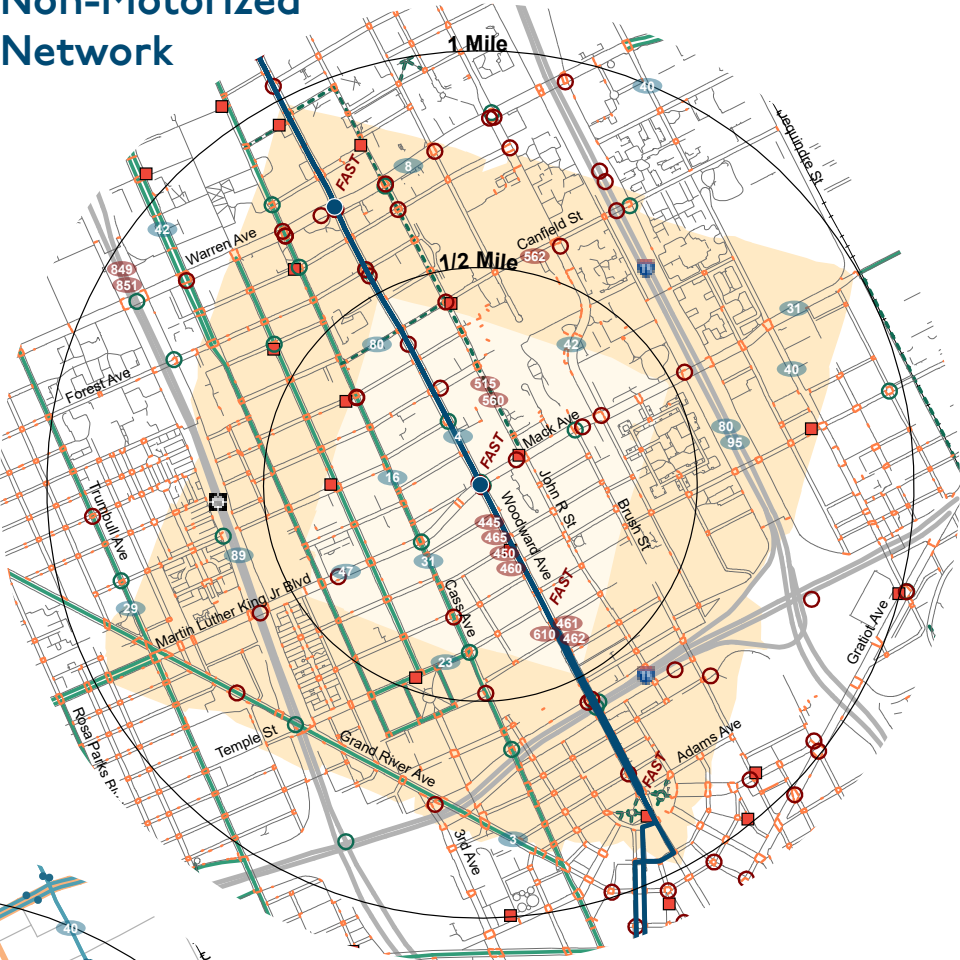 Non-Motorized
Network
1 Mile
40
Jequindre St
FAST
8
42
Warren Ave
Canfield St
562
1/2 Mile
849
851
31
80
42
40
Forest Ave
515
560
Mack Ave
80
95
4
FAST
16
John R St
Trumbull Ave
Woodward Ave
Brush St
445
465
450
460
89
31
47
FAST
Martin Luther King Jr Blvd
Cass Ave
29
461
610
462
Gratiot Ave
23
Rosa Parks
Temple St
Grand River Ave
Adams Ave
FAST
3rd Ave
3
40